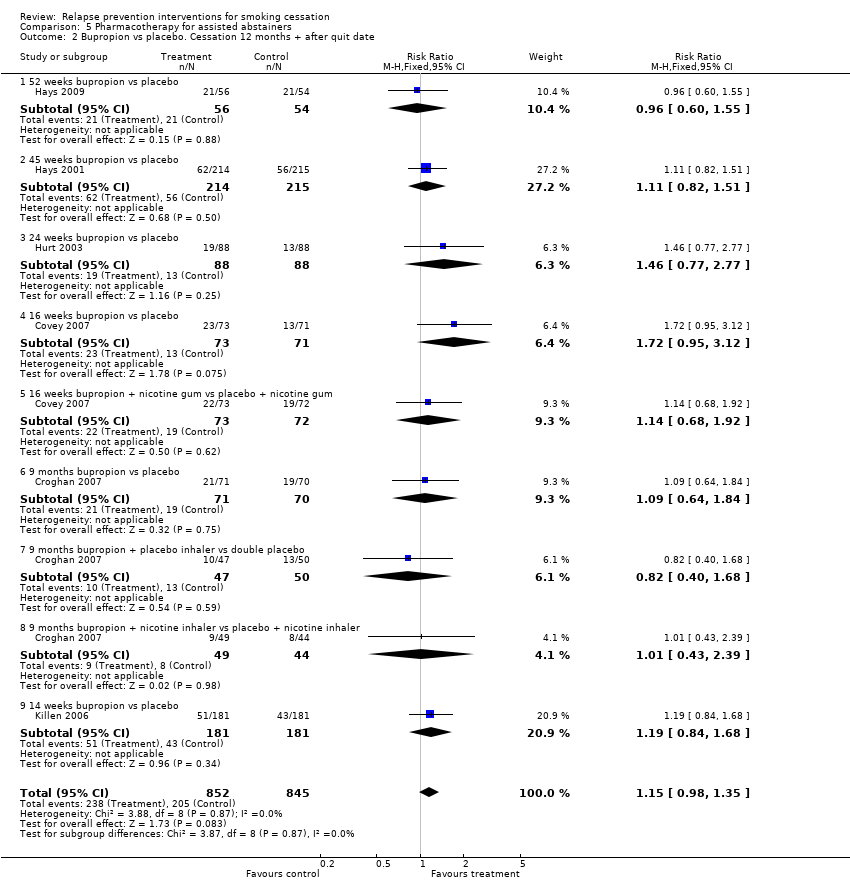 Review: Relapse prevention interventions for smoking cessation
Comparison: 5 Pharmacotherapy for assisted abstainers
Outcome: 2 Bupropion vs placebo. Cessation 12 months + after quit date
Study or subgroup Treatment Control Risk Ratio Weight Risk Ratio
n/N n/N M-H,Fixed,95% CI M-H,Fixed,95% CI
1 52 weeks bupropion vs placebo
Hays 2009 21/56 21/54 10.4 % 0.96 [ 0.60, 1.55 ]
Subtotal (95% CI) 56 54 10.4 % 0.96 [ 0.60, 1.55 ]
Total events: 21 (Treatment), 21 (Control)
Heterogeneity: not applicable
Test for overall effect: Z = 0.15 (P = 0.88)
2 45 weeks bupropion vs placebo
Hays 2001 62/214 56/215 27.2 % 1.11 [ 0.82, 1.51 ]
Subtotal (95% CI) 214 215 27.2 % 1.11 [ 0.82, 1.51 ]
Total events: 62 (Treatment), 56 (Control)
Heterogeneity: not applicable
Test for overall effect: Z = 0.68 (P = 0.50)
3 24 weeks bupropion vs placebo
Hurt 2003 19/88 13/88 6.3 % 1.46 [ 0.77, 2.77 ]
Subtotal (95% CI) 88 88 6.3 % 1.46 [ 0.77, 2.77 ]
Total events: 19 (Treatment), 13 (Control)
Heterogeneity: not applicable
Test for overall effect: Z = 1.16 (P = 0.25)
4 16 weeks bupropion vs placebo
Covey 2007 23/73 13/71 6.4 % 1.72 [ 0.95, 3.12 ]
Subtotal (95% CI) 73 71 6.4 % 1.72 [ 0.95, 3.12 ]
Total events: 23 (Treatment), 13 (Control)
Heterogeneity: not applicable
Test for overall effect: Z = 1.78 (P = 0.075)
5 16 weeks bupropion + nicotine gum vs placebo + nicotine gum
Covey 2007 22/73 19/72 9.3 % 1.14 [ 0.68, 1.92 ]
Subtotal (95% CI) 73 72 9.3 % 1.14 [ 0.68, 1.92 ]
Total events: 22 (Treatment), 19 (Control)
Heterogeneity: not applicable
Test for overall effect: Z = 0.50 (P = 0.62)
6 9 months bupropion vs placebo
Croghan 2007 21/71 19/70 9.3 % 1.09 [ 0.64, 1.84 ]
Subtotal (95% CI) 71 70 9.3 % 1.09 [ 0.64, 1.84 ]
Total events: 21 (Treatment), 19 (Control)
Heterogeneity: not applicable
Test for overall effect: Z = 0.32 (P = 0.75)
7 9 months bupropion + placebo inhaler vs double placebo
Croghan 2007 10/47 13/50 6.1 % 0.82 [ 0.40, 1.68 ]
Subtotal (95% CI) 47 50 6.1 % 0.82 [ 0.40, 1.68 ]
Total events: 10 (Treatment), 13 (Control)
Heterogeneity: not applicable
Test for overall effect: Z = 0.54 (P = 0.59)
8 9 months bupropion + nicotine inhaler vs placebo + nicotine inhaler
Croghan 2007 9/49 8/44 4.1 % 1.01 [ 0.43, 2.39 ]
Subtotal (95% CI) 49 44 4.1 % 1.01 [ 0.43, 2.39 ]
Total events: 9 (Treatment), 8 (Control)
Heterogeneity: not applicable
Test for overall effect: Z = 0.02 (P = 0.98)
9 14 weeks bupropion vs placebo
Killen 2006 51/181 43/181 20.9 % 1.19 [ 0.84, 1.68 ]
Subtotal (95% CI) 181 181 20.9 % 1.19 [ 0.84, 1.68 ]
Total events: 51 (Treatment), 43 (Control)
Heterogeneity: not applicable
Test for overall effect: Z = 0.96 (P = 0.34)
Total (95% CI) 852 845 100.0 % 1.15 [ 0.98, 1.35 ]
Total events: 238 (Treatment), 205 (Control)
Heterogeneity: Chi² = 3.88, df = 8 (P = 0.87); I² =0.0%
Test for overall effect: Z = 1.73 (P = 0.083)
Test for subgroup differences: Chi² = 3.87, df = 8 (P = 0.87), I² =0.0%
0.2 0.5 1 2 5
Favours control Favours treatment